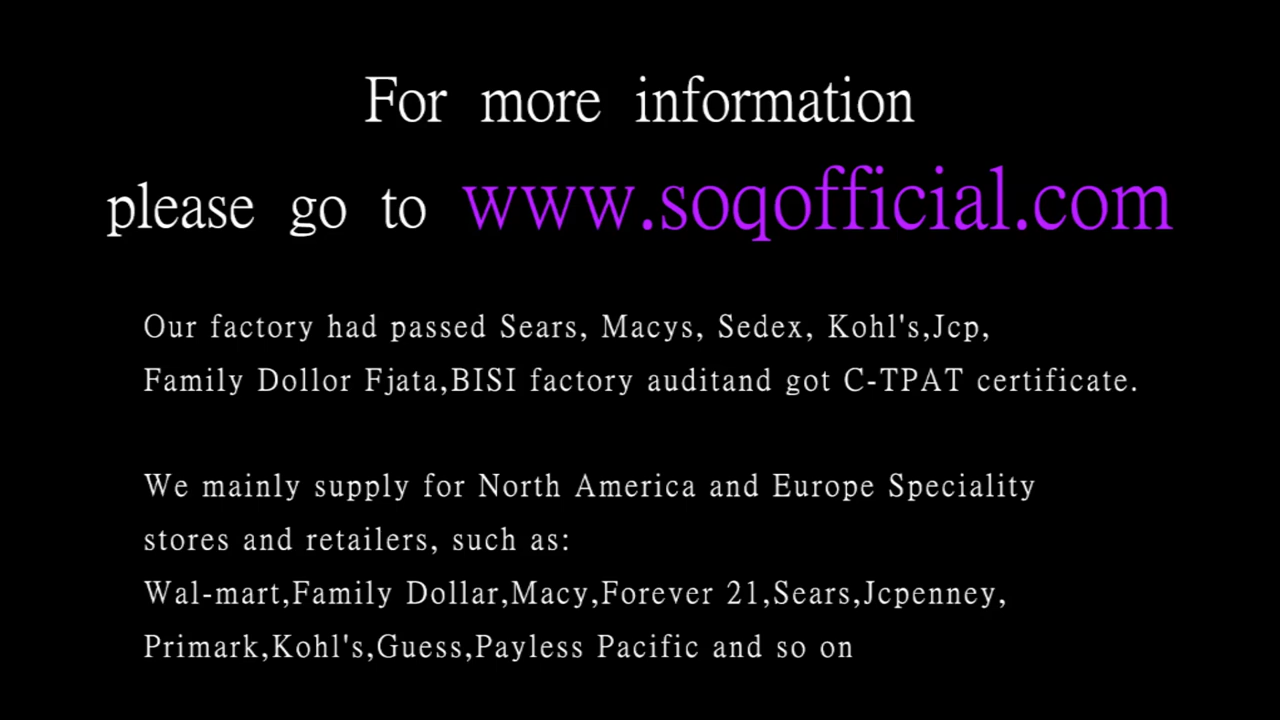 For more information
please go to www.soqofficial.com
Our factory had passed Sears, Macys, Sedex, Kohl's,Jcp,
Family Dollor Fjata,BISI factory auditand got C-TPAT certificate.
We mainly supply for North America and Europe Speciality
stores and retailers, such as:
Wal-mart,Family Dollar,Macy,Forever 21,Sears,Jcpenney,
Primark,Kohl's,Guess,Payless Pacific and so on